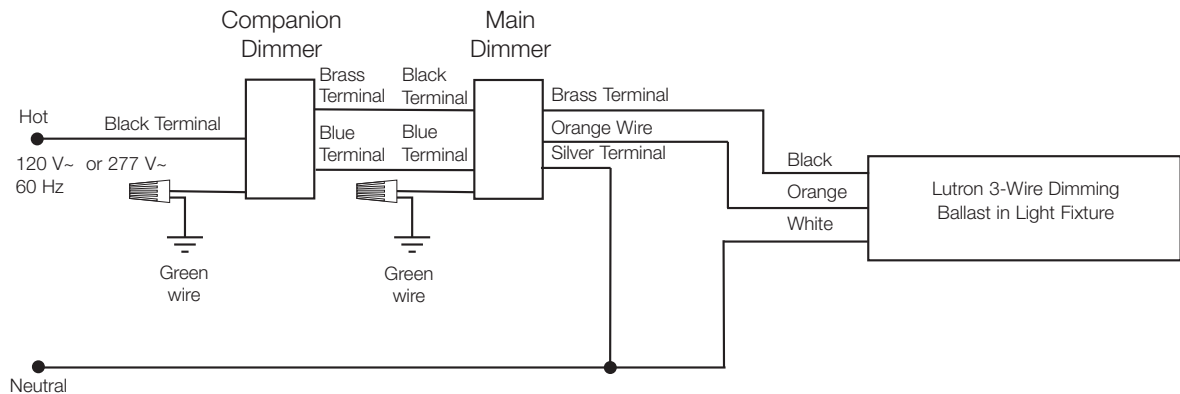 Companion
Dimmer
Main
Dimmer
Hot
120 V~ or 277 V~
60 Hz
Black Terminal
Brass
Terminal
Black
Terminal
Blue
Terminal
Blue
Terminal
Brass Terminal
Orange Wire
Silver Terminal
Black
Orange
White
Lutron 3-Wire Dimming
Ballast in Light Fixture
Green
wire
Green
wire
Neutral